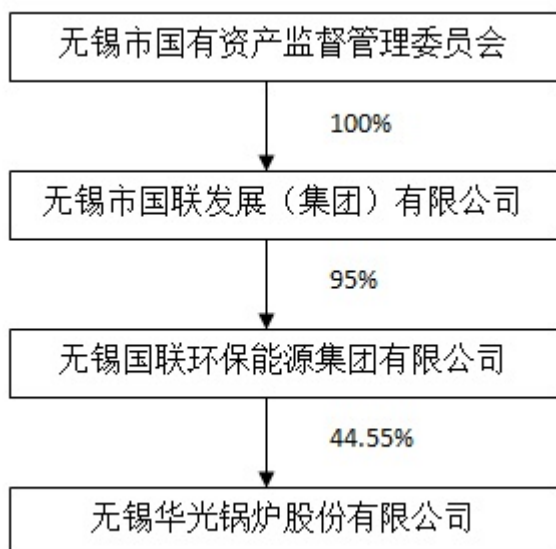 无锡市国有资产监督管理委员会
100%
无锡市国联发展（集团）有限公司
95%
无锡国联环保能源集团有限公司
44.55%
无锡华光锅炉股份有限公司